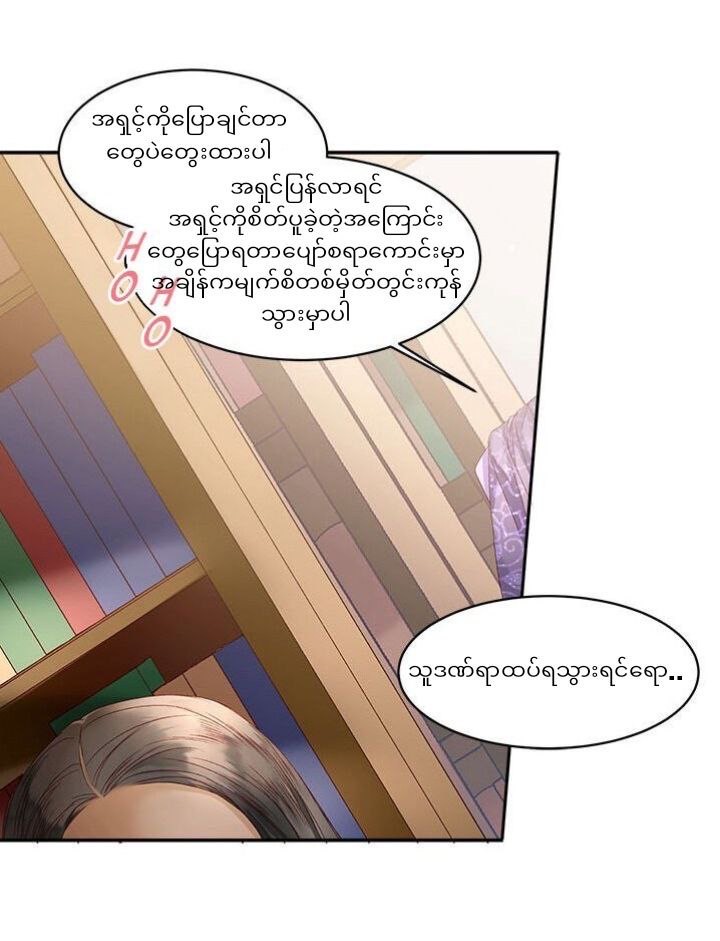 အရှင့်ကိုပြောချင်တာ
တွေပဲတွေးထားပါ
အရှင်ပြန်လာရင်
အရှင့်ကိုစိတ်ပူခဲ့တဲ့အကြောင်း
တွေပြောရတာပျော်စရာကောင်းမှာ
အချိန်ကမျက်စိတစ်မှိတ်တွင်းကုန်
သွားမှာပါ
HO
HO
သူဒဏ်ရာထပ်ရသွားရင်ရော..